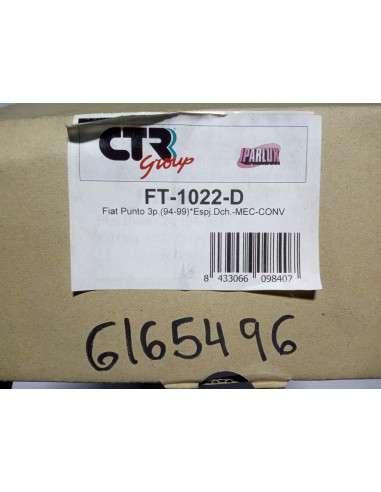 CTR
Group
PARLUX
FT-1022-D
Fiat Punto 3p.(94-99)*Espj.Dch.-MEC-CONV
8 433066 098407
6165496